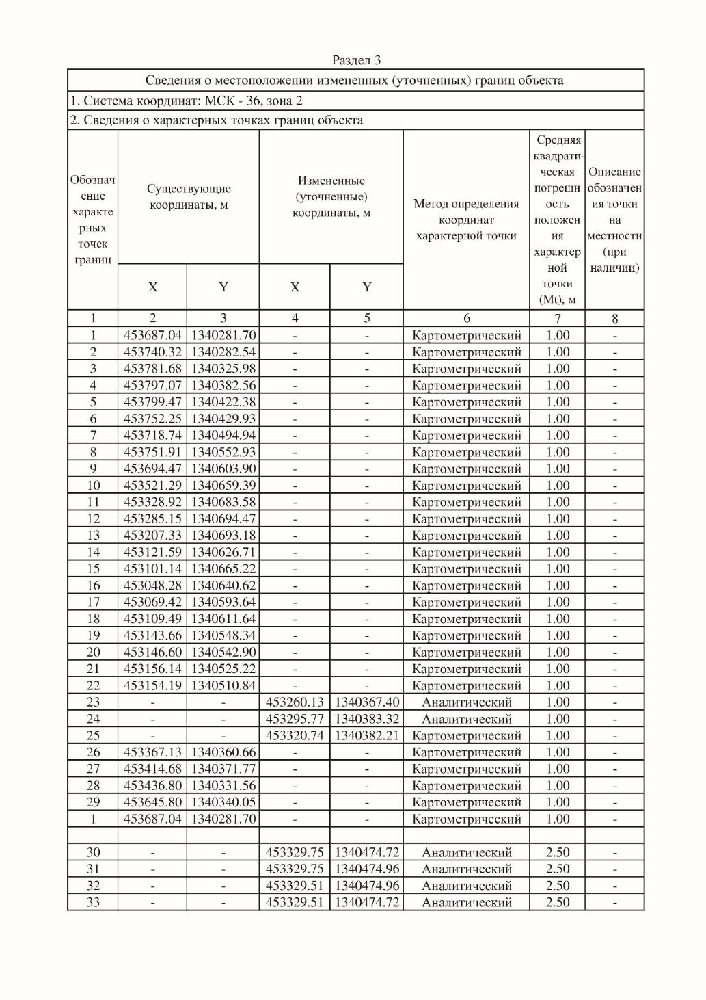 Раздел 3
Сведения о местоположении измененных (уточненных) границ объекта
1. Система координат: МСК - 36, зона 2
2. Сведения о характерных точках границ объекта
Обознач
ение
характе
рных
точек
границ
Существующие
координаты, м
Измененные
(уточненные)
координаты, м
Метод определения
координат
характерной точки
Средняя
квадрати-
ческая
погрешн
ость
положен
ия
характер
ной
точки
(Mt), м
Описание
обозначен
ия точки
на
местности
(при
наличии)
X Y X Y
1 2 3 4 5 6 7 8
1 453687.04 1340281.70 - - Картометрический 1.00 -
2 453740.32 1340282.54 - - Картометрический 1.00 -
3 453781.68 1340325.98 - - Картометрический 1.00 -
4 453797.07 1340382.56 - - Картометрический 1.00 -
5 453799.47 1340422.38 - - Картометрический 1.00 -
6 453752.25 1340429.93 - - Картометрический 1.00 -
7 453718.74 1340494.94 - - Картометрический 1.00 -
8 453751.91 1340552.93 - - Картометрический 1.00 -
9 453694.47 1340603.90 - - Картометрический 1.00 -
10 453521.29 1340659.39 - - Картометрический 1.00 -
11 453328.92 1340683.58 - - Картометрический 1.00 -
12 453285.15 1340694.47 - - Картометрический 1.00 -
13 453207.33 1340693.18 - - Картометрический 1.00 -
14 453121.59 1340626.71 - - Картометрический 1.00 -
15 453101.14 1340665.22 - - Картометрический 1.00 -
16 453048.28 1340640.62 - - Картометрический 1.00 -
17 453069.42 1340593.64 - - Картометрический 1.00 -
18 453109.49 1340611.64 - - Картометрический 1.00 -
19 453143.66 1340548.34 - - Картометрический 1.00 -
20 453146.60 1340542.90 - - Картометрический 1.00 -
21 453156.14 1340525.22 - - Картометрический 1.00 -
22 453154.19 1340510.84 - - Картометрический 1.00 -
23 - - 453260.13 1340367.40 Аналитический 1.00 -
24 - - 453295.77 1340383.32 Аналитический 1.00 -
25 - - 453320.74 1340382.21 Картометрический 1.00 -
26 453367.13 1340360.66 - - Картометрический 1.00 -
27 453414.68 1340371.77 - - Картометрический 1.00 -
28 453436.80 1340331.56 - - Картометрический 1.00 -
29 453645.80 1340340.05 - - Картометрический 1.00 -
1 453687.04 1340281.70 - - Картометрический 1.00 -
30 - - 453329.75 1340474.72 Аналитический 2.50 -
31 - - 453329.75 1340474.96 Аналитический 2.50 -
32 - - 453329.51 1340474.96 Аналитический 2.50 -
33 - - 453329.51 1340474.72 Аналитический 2.50 -